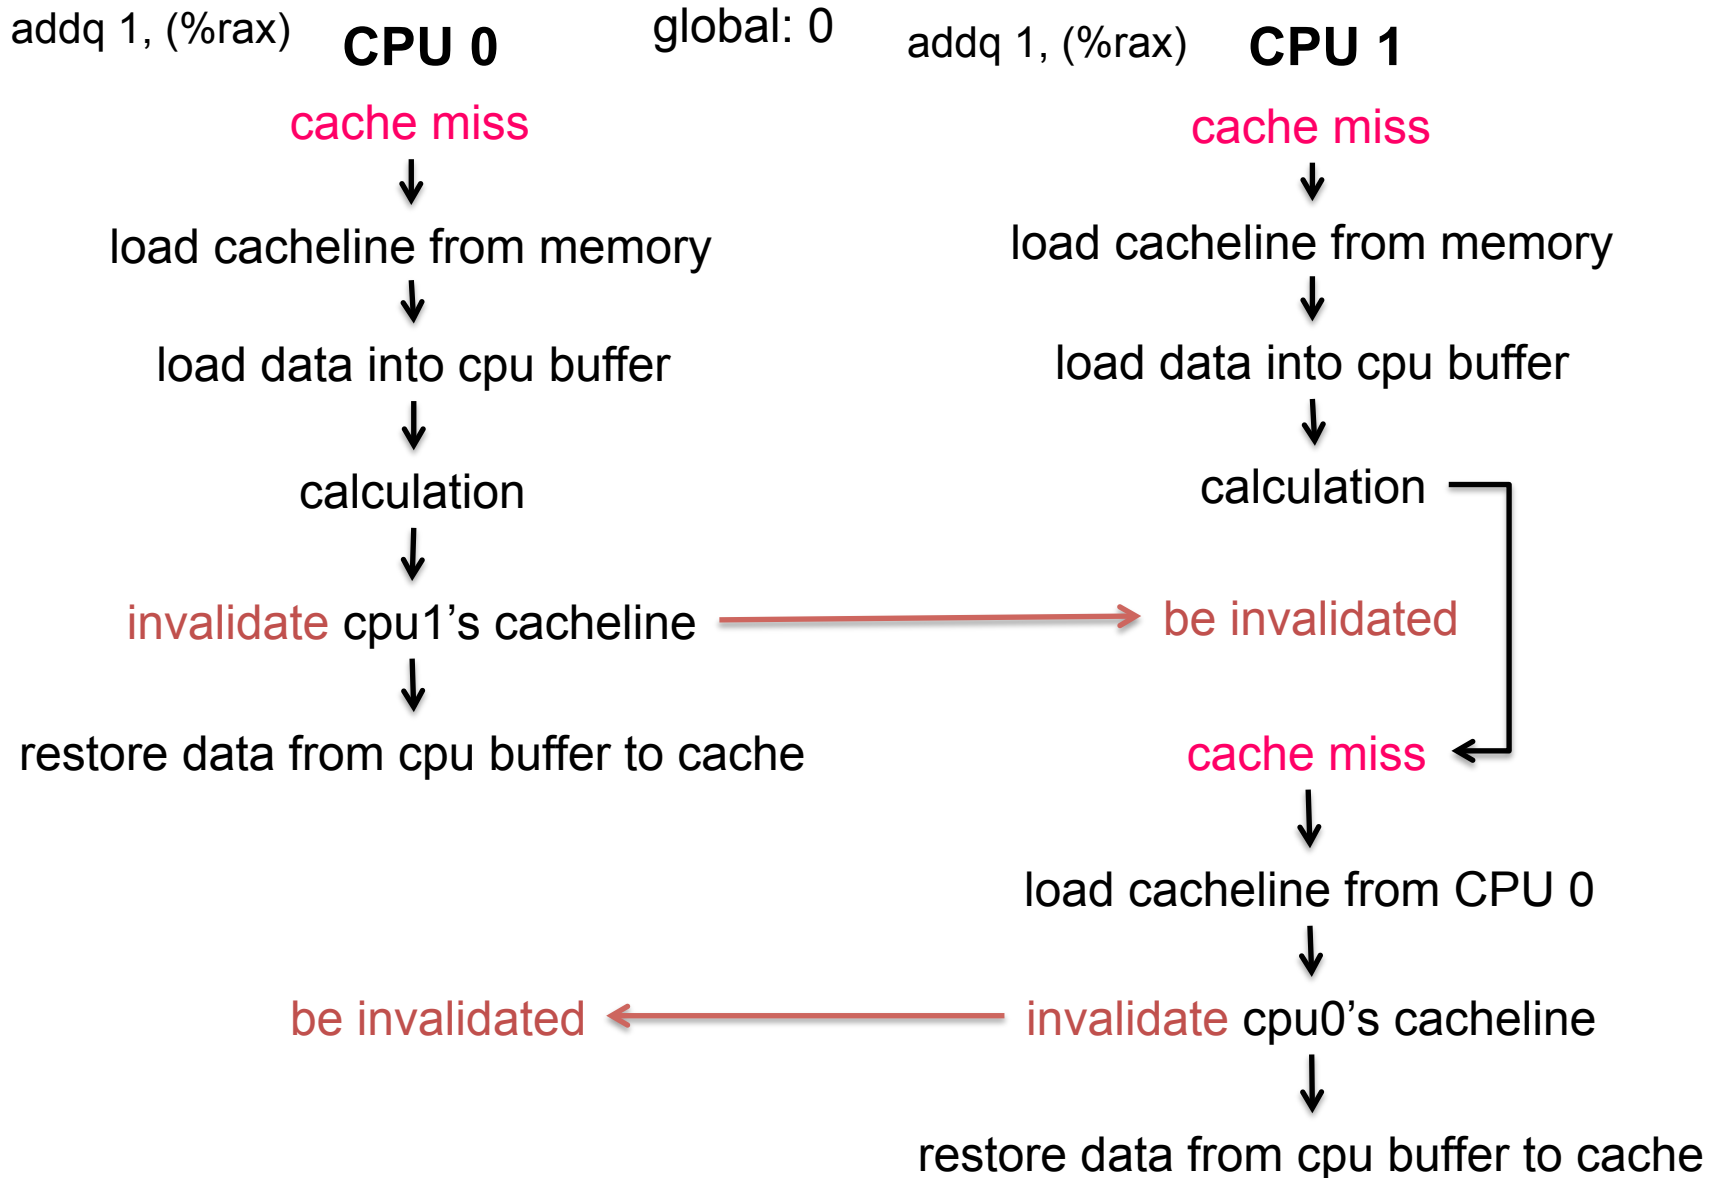 addq 1, (%rax)
CPU 0
global: 0
addq 1, (%rax)
CPU 1
cache miss
cache miss
load cacheline from memory
load cacheline from memory
load data into cpu buffer
load data into cpu buffer
calculation
calculation
invalidate cpu1’s cacheline
be invalidated
restore data from cpu buffer to cache
cache miss
load cacheline from CPU 0
be invalidated
invalidate cpu0’s cacheline
restore data from cpu buffer to cache